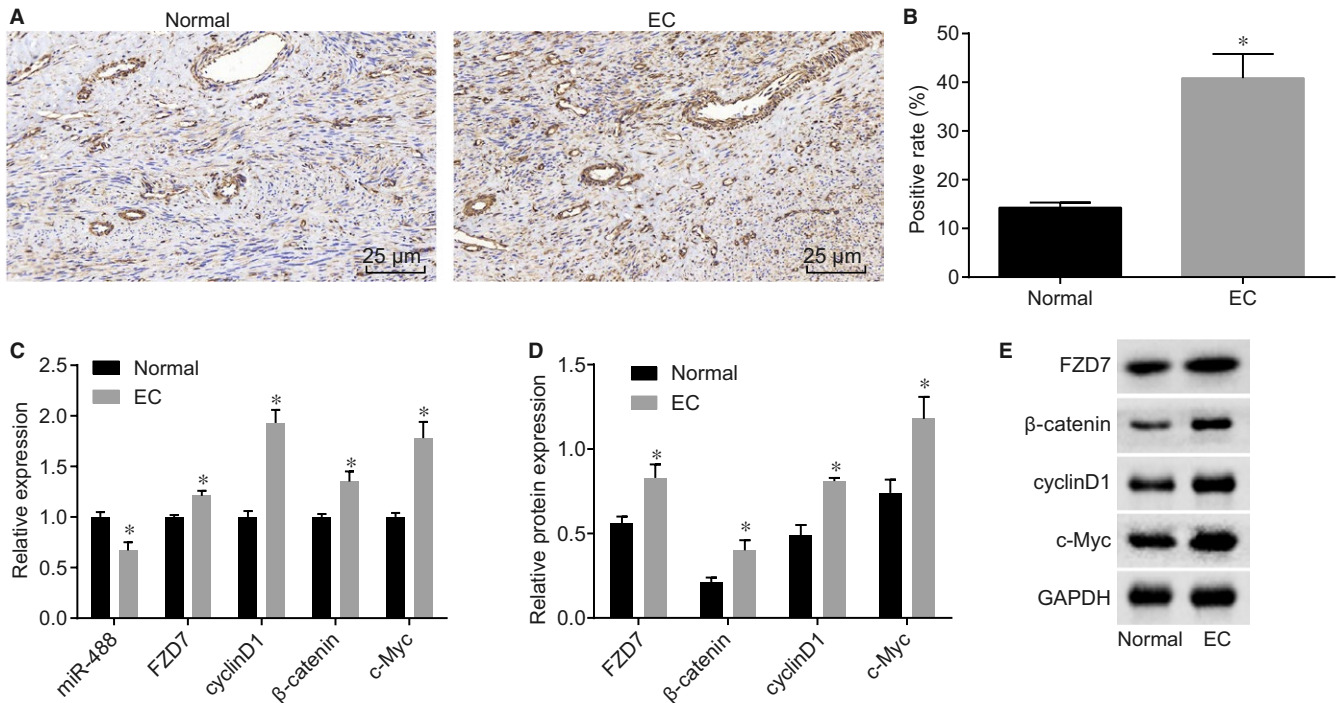 A
Normal
EC
25 μm
25 μm
B
Positive rate (%)
50
40
30
20
10
0
*
Normal
EC
C
Relative expression
2.5
2.0
1.5
1.0
0.5
0.0
Normal
EC
*
*
*
*
*
miR-488
FZD7
cyclinD1
β-catenin
c-Myc
D
Relative protein expression
1.5
1.0
0.5
0.0
Normal
EC
*
*
*
*
FZD7
β-catenin
cyclinD1
c-Myc
E
FZD7
β-catenin
cyclinD1
c-Myc
GAPDH
Normal EC